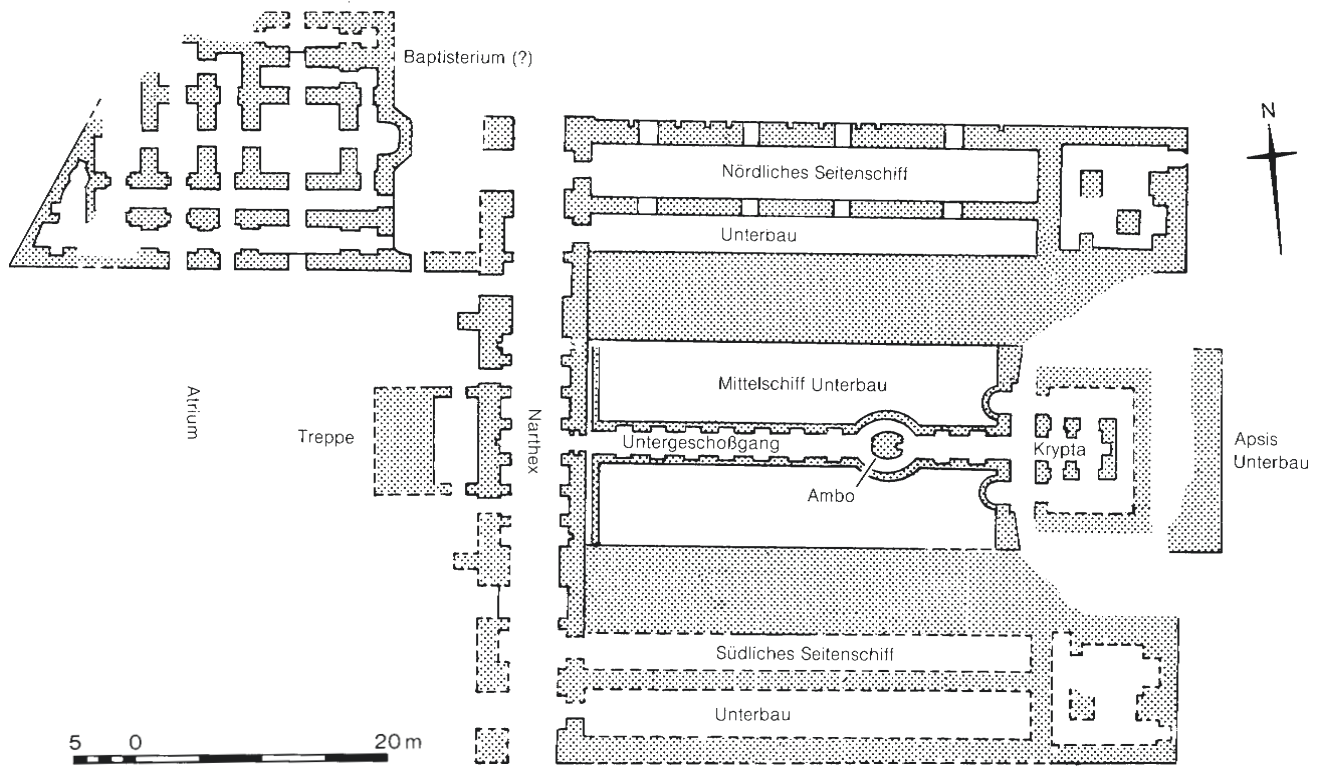 Baptisterium (?)
N
Nördliches Seitenschiff
Unterbau
Mittelschiff Unterbau
Atrium
Treppe
Narthex
Untergeschoßgang
Krypta
Apsis
Unterbau
Ambo
Südliches Seitenschiff
Unterbau
5 0 20 m